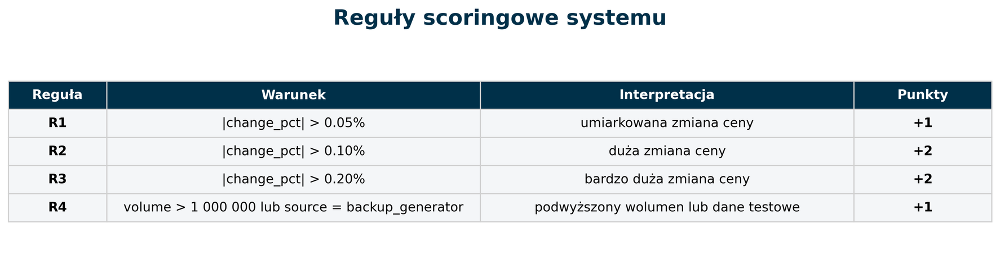 Reguły scoringowe systemu
Reguła Warunek Interpretacja Punkty
R1 |change_pct| > 0.05% umiarkowana zmiana ceny +1
R2 |change_pct| > 0.10% duża zmiana ceny +2
R3 |change_pct| > 0.20% bardzo duża zmiana ceny +2
R4 volume > 1 000 000 lub source = backup_generator podwyższony wolumen lub dane testowe +1